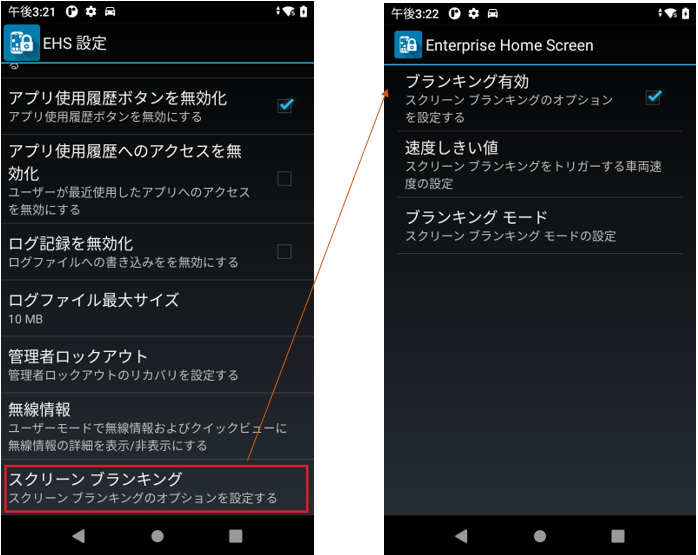 午後3:21
EHS 設定
る
アプリ使用履歴ボタンを無効化
アプリ使用履歴ボタンを無効にする
アプリ使用履歴へのアクセスを無
効化
ユーザーが最近使用したアプリへのアクセス
を無効にする
ログ記録を無効化
ログファイルへの書き込みをを無効にする
ログファイル最大サイズ
10 MB
管理者ロックアウト
管理者ロックアウトのリカバリを設定する
無線情報
ユーザーモードで無線情報およびクイックビューに
無線情報の詳細を表示/非表示にする
スクリーン ブランキング
スクリーン ブランキングのオプションを設定する
午後3:22
Enterprise Home Screen
ブランキング有効
スクリーン ブランキングのオプション
を設定する
速度しきい値
スクリーン ブランキングをトリガーする車両速
度の設定
ブランキング モード
スクリーン ブランキング モードの設定